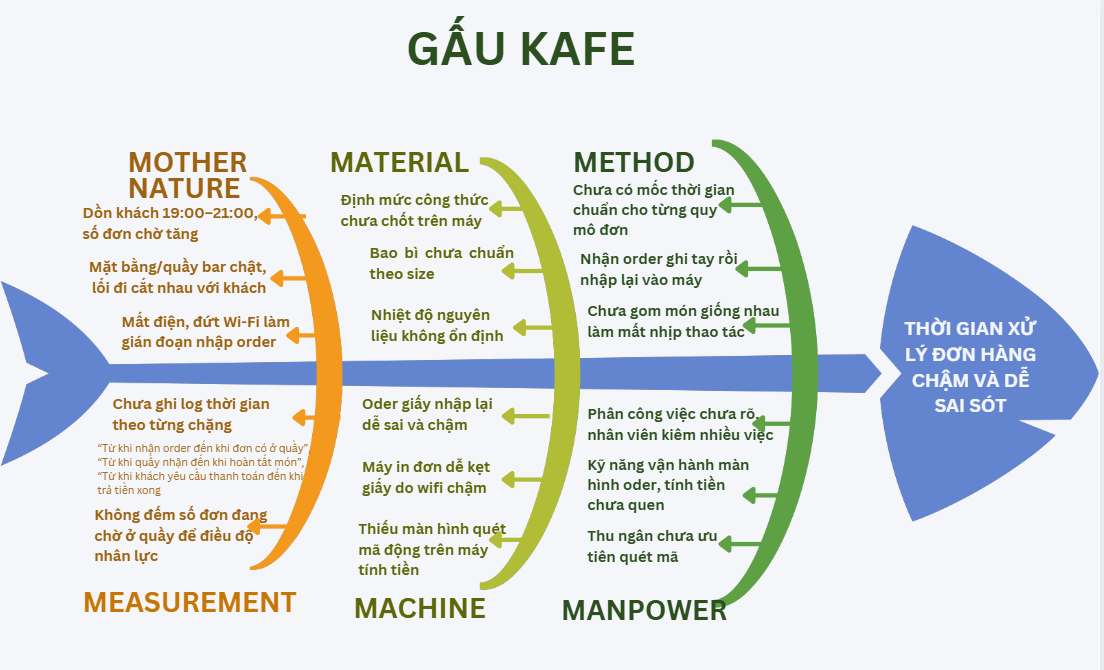 GẤU KAFE
MOTHER
NATURE
Dồn khách 19:00–21:00,
số đơn chờ tăng
Mặt bằng/quầy bar chật,
lối đi cắt nhau với khách
Mất điện, đứt Wi-Fi làm
gián đoạn nhập order
MATERIAL
Định mức công thức
chưa chốt trên máy
Bao bì chưa chuẩn
theo size
Nhiệt độ nguyên
liệu không ổn định
METHOD
Chưa có mốc thời gian
chuẩn cho từng quy
mô đơn
Nhận order ghi tay rồi
nhập lại vào máy
Chưa gom món giống nhau
làm mất nhịp thao tác
THỜI GIAN XỬ
LÝ ĐƠN HÀNG
CHẬM VÀ DỄ
SAI SÓT
Chưa ghi log thời gian
theo từng chặng
“Từ khi nhận order đến khi đơn có ở quầy”,
“Từ khi quầy nhận đến khi hoàn tất món”,
“Từ khi khách yêu cầu thanh toán đến khi
trả tiền xong
Không đếm số đơn đang
chờ ở quầy để điều độ
nhân lực
MEASUREMENT
Oder giấy nhập lại
dễ sai và chậm
Máy in đơn dễ kẹt
giấy do wifi chậm
Thiếu màn hình quét
mã động trên máy
tính tiền
MACHINE
Phân công việc chưa rõ,
nhân viên kiêm nhiều việc
Kỹ năng vận hành màn
hình oder, tính tiền
chưa quen
Thu ngân chưa ưu
tiên quét mã
MANPOWER